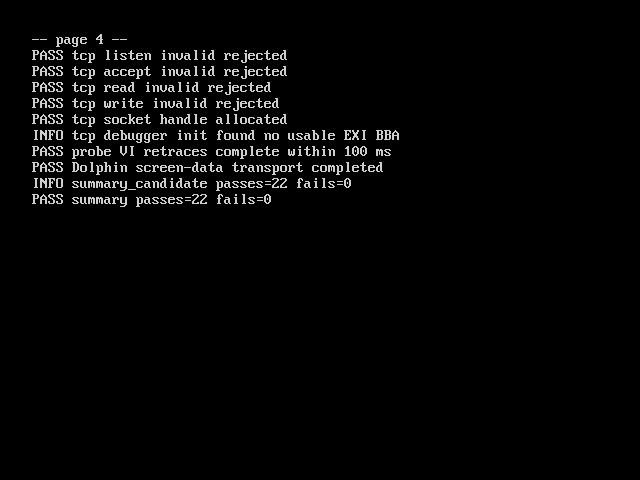 -- page 4 --
PASS tcp listen invalid rejected
PASS tcp accept invalid rejected
PASS tcp read invalid rejected
PASS tcp write invalid rejected
PASS tcp socket handle allocated
INFO tcp debugger init found no usable EXI BBA
PASS probe VI retraces complete within 100 ms
PASS Dolphin screen-data transport completed
INFO summary_candidate passes=22 fails=0
PASS summary passes=22 fails=0